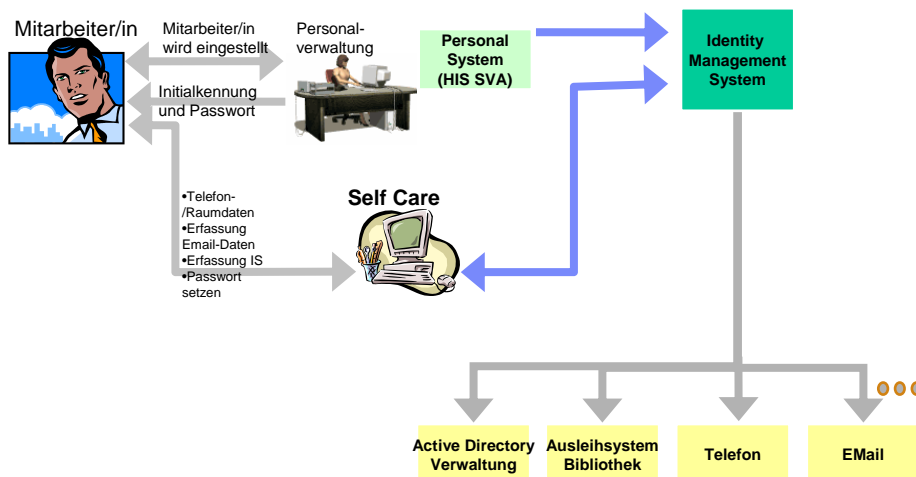 Mitarbeiter/in
Mitarbeiter/in
wird eingestellt
Personal-
verwaltung
Personal
System
(HIS SVA)
Identity
Management
System
Initialkennung
und Passwort
•Telefon-
/Raumdaten
•Erfassung
Email-Daten
•Erfassung IS
•Passwort
setzen
Self Care
Active Directory
Verwaltung
Ausleihsystem
Bibliothek
Telefon
EMail